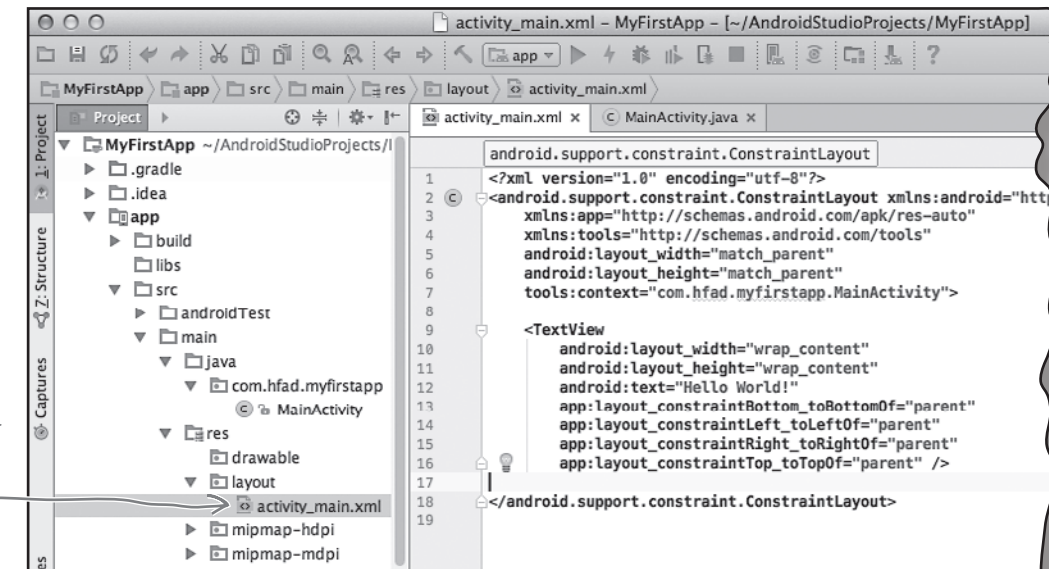 activity_main.xml – MyFirstApp – [~/AndroidStudioProjects/MyFirstApp]
app
?
MyFirstApp app src main res layout activity_main.xml
Project
activity_main.xml × MainActivity.java ×
1: Project
Z: Structure
Captures
MyFirstApp ~/AndroidStudioProjects/
.gradle
.idea
app
build
libs
src
androidTest
main
java
com.hfad.myfirstapp
MainActivity
res
drawable
layout
activity_main.xml
mipmap-hdpi
mipmap-mdpi
android.support.constraint.ConstraintLayout
1 <?xml version="1.0" encoding="utf-8"?>
2 <android.support.constraint.ConstraintLayout xmlns:android="http
3 xmlns:app="http://schemas.android.com/apk/res-auto"
4 xmlns:tools="http://schemas.android.com/tools"
5 android:layout_width="match_parent"
6 android:layout_height="match_parent"
7 tools:context="com.hfad.myfirstapp.MainActivity">
8
9 <TextView
10 android:layout_width="wrap_content"
11 android:layout_height="wrap_content"
12 android:text="Hello World!"
13 app:layout_constraintBottom_toBottomOf="parent"
14 app:layout_constraintLeft_toLeftOf="parent"
15 app:layout_constraintRight_toRightOf="parent"
16 app:layout_constraintTop_toTopOf="parent" />
17
18 </android.support.constraint.ConstraintLayout>
19